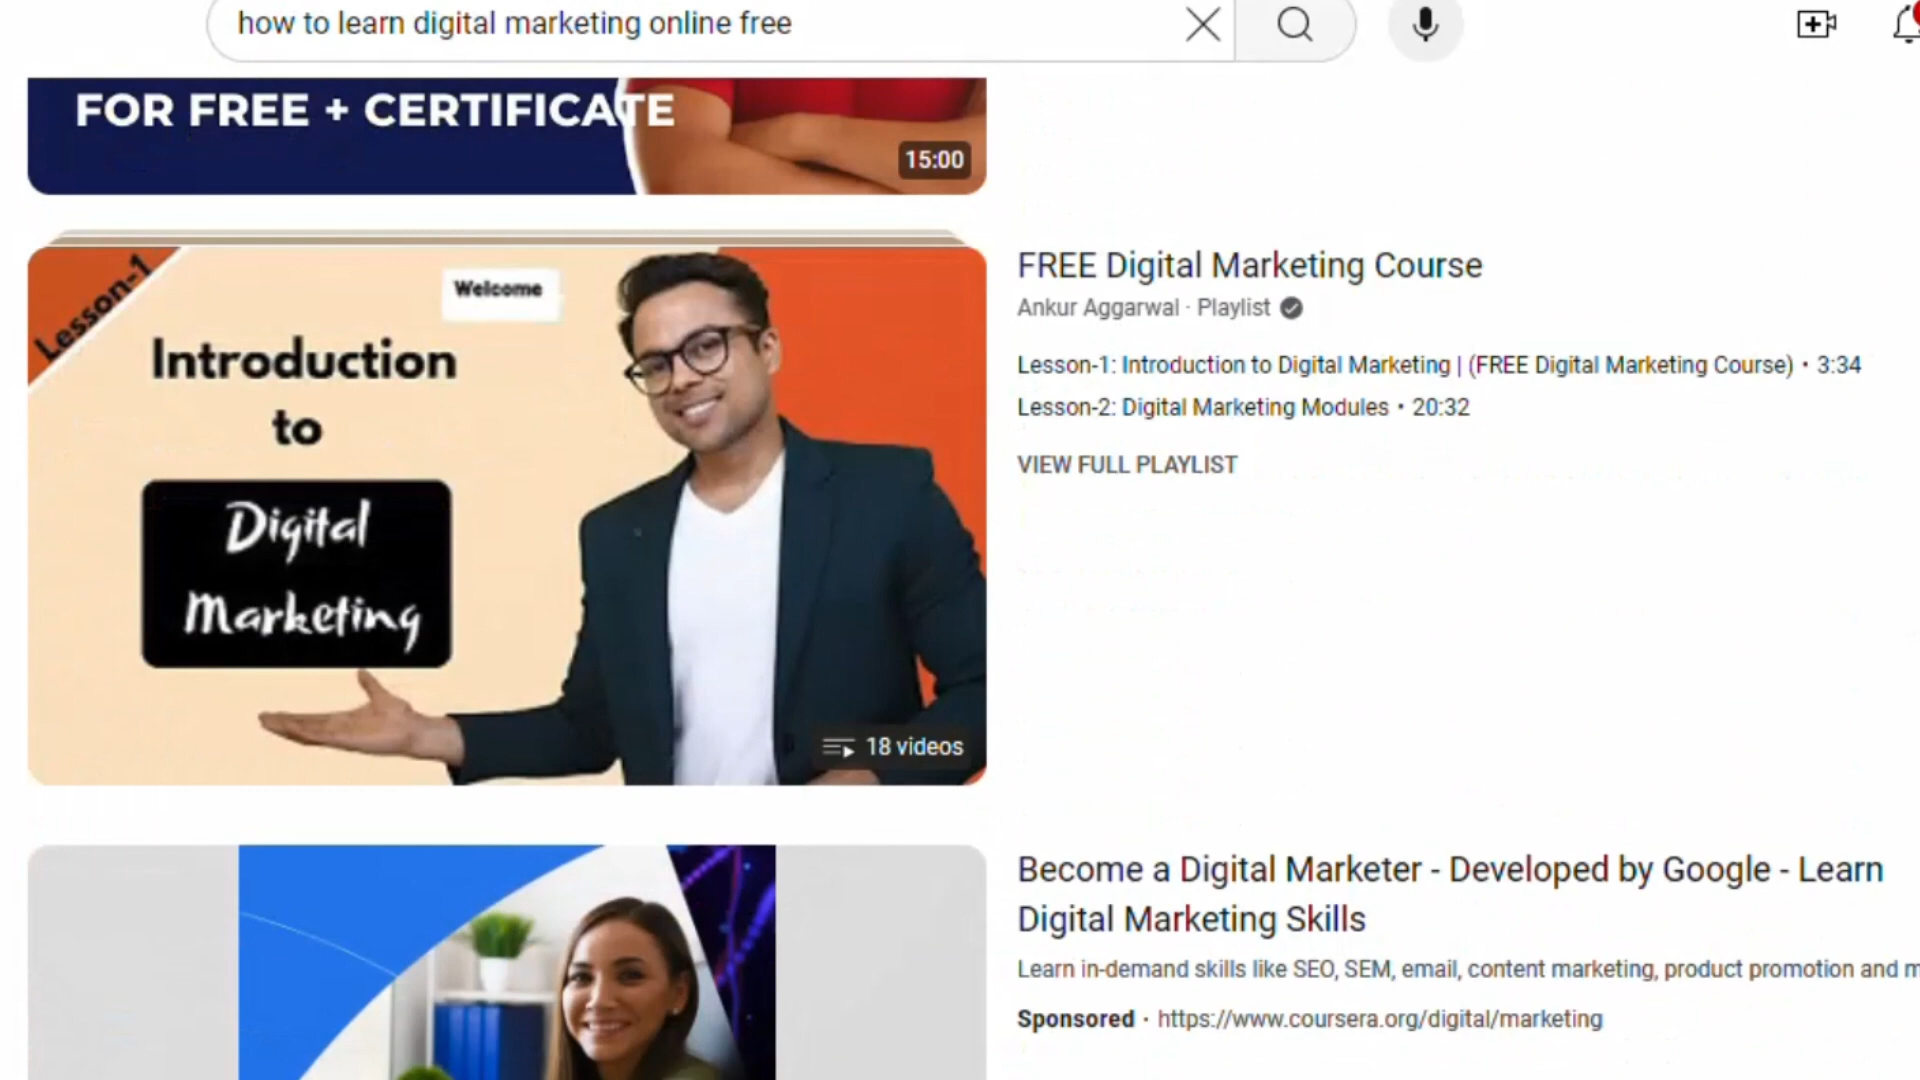 how to learn digital marketing online free
FOR FREE + CERTIFICATE
15:00
Lesson-1
Welcome
Introduction
to
Digital
Marketing
18 videos
FREE Digital Marketing Course
Ankur Aggarwal · Playlist
Lesson-1: Introduction to Digital Marketing | (FREE Digital Marketing Course) · 3:34
Lesson-2: Digital Marketing Modules · 20:32
VIEW FULL PLAYLIST
Become a Digital Marketer - Developed by Google - Learn
Digital Marketing Skills
Learn in-demand skills like SEO, SEM, email, content marketing, product promotion and m
Sponsored · https://www.coursera.org/digital/marketing